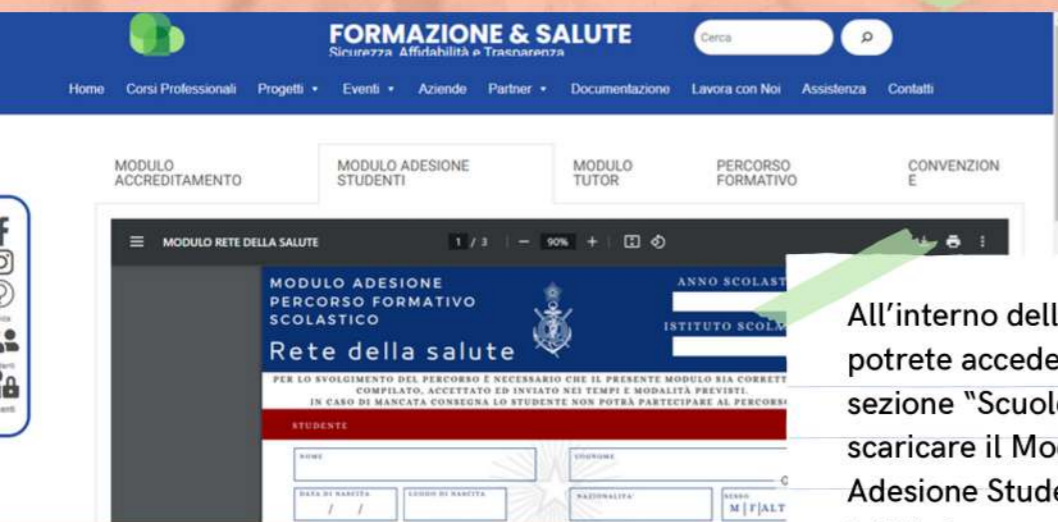 FORMAZIONE & SALUTE
Sicurezza Affidabilità e Trasparenza
Cerca
Home Corsi Professionali Progetti Eventi Aziende Partner Documentazione Lavora con Noi Assistenza Contatti
MODULO ACCREDITAMENTO
MODULO ADESIONE STUDENTI
MODULO TUTOR
PERCORSO FORMATIVO
CONVENZION
E
MODULO RETE DELLA SALUTE 1 / 3 90%
MODULO ADESIONE
PERCORSO FORMATIVO
SCOLASTICO
Rete della salute
ANNO SCOLAST
ISTITUTO SCOLA
PER LO SVOLGIMENTO DEL PERCORSO È NECESSARIO CHE IL PRESENTE MODULO SIA CORRETT
COMPILATO, ACCETTATO ED INVIATO NEI TEMPI E MODALITÀ PREVISTI.
IN CASO DI MANCATA CONSEGNA LO STUDENTE NON POTRÀ PARTECIPARE AL PERCORSO
STUDENTE
NOME
COGNOME
DATA DI NASCITA
LUOGO DI NASCITA
NAZIONALITA'
SESSO
/ /
M | F | ALT
All'interno dell
potrete accede
sezione "Scuol
scaricare il Mo
Adesione Stude